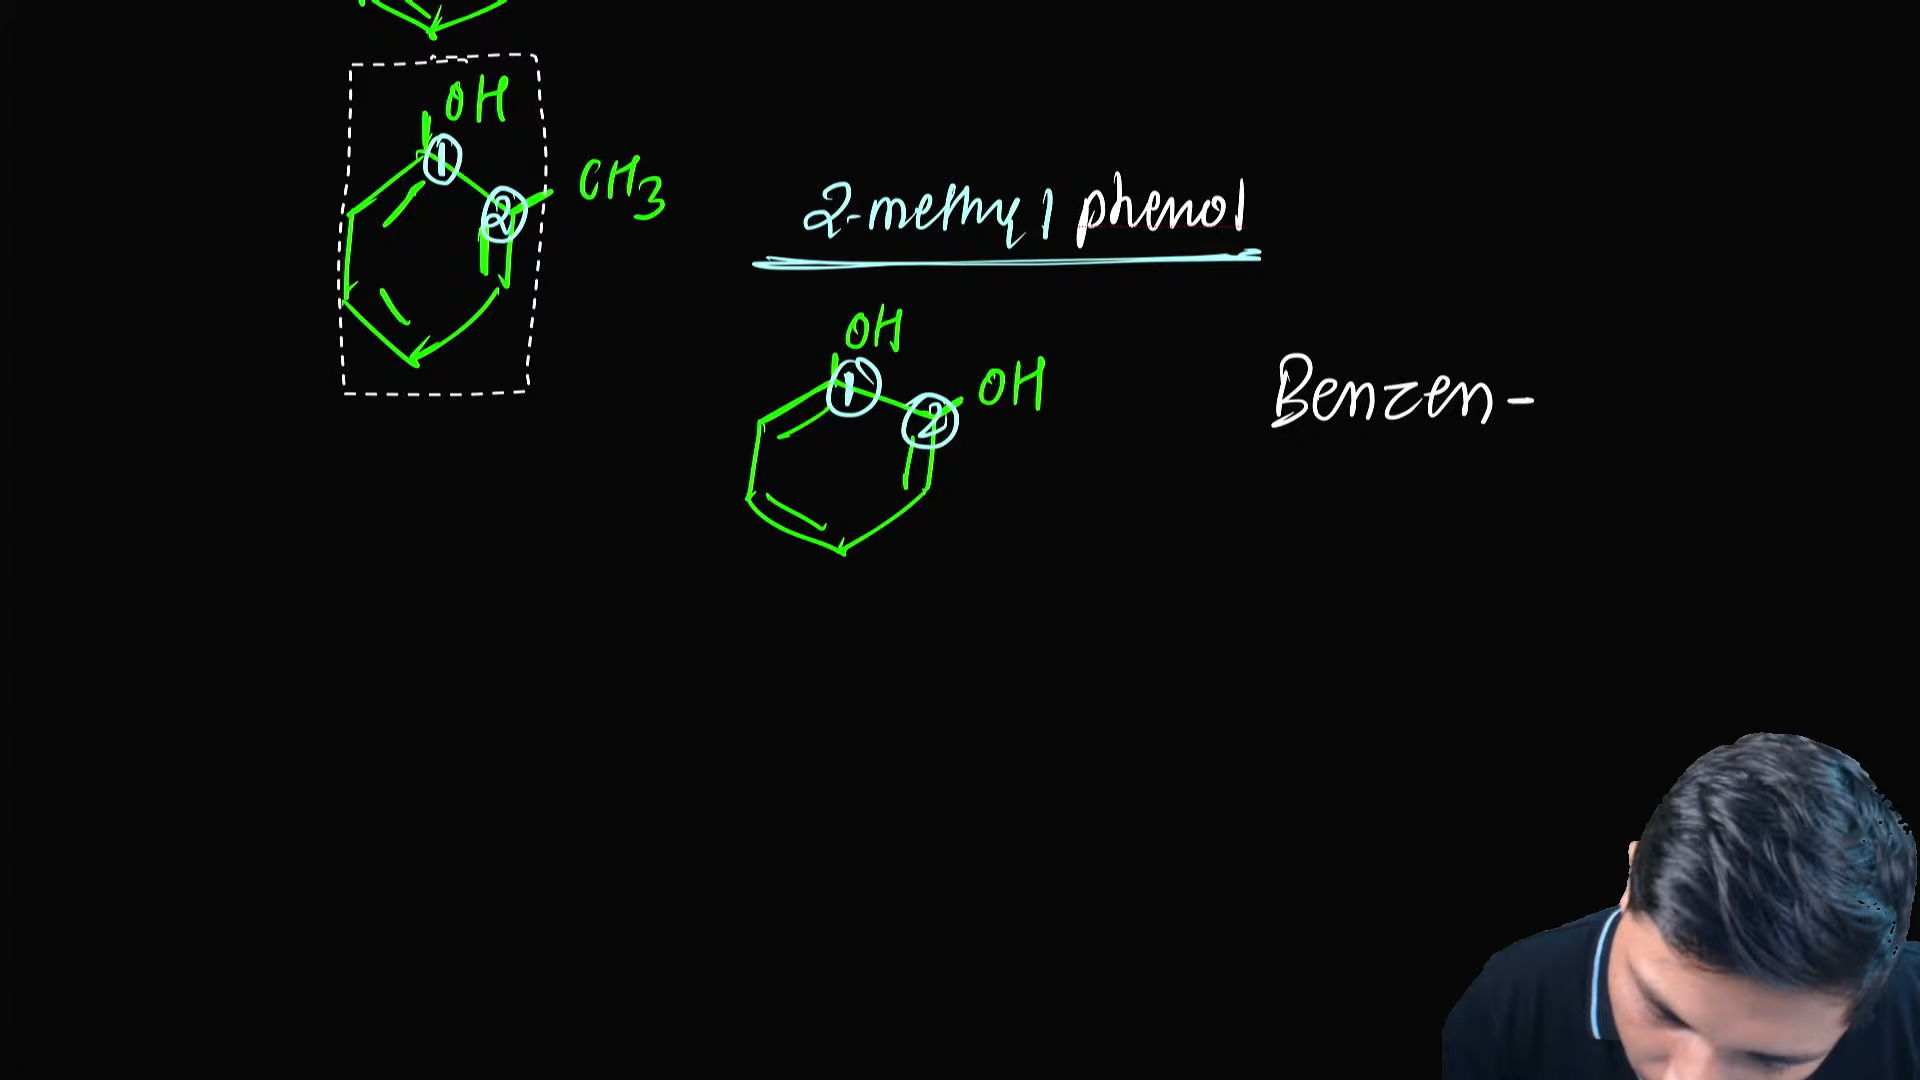 OH
1
2
CH3
2-methyl phenol
OH
1
2
OH
Benzen-